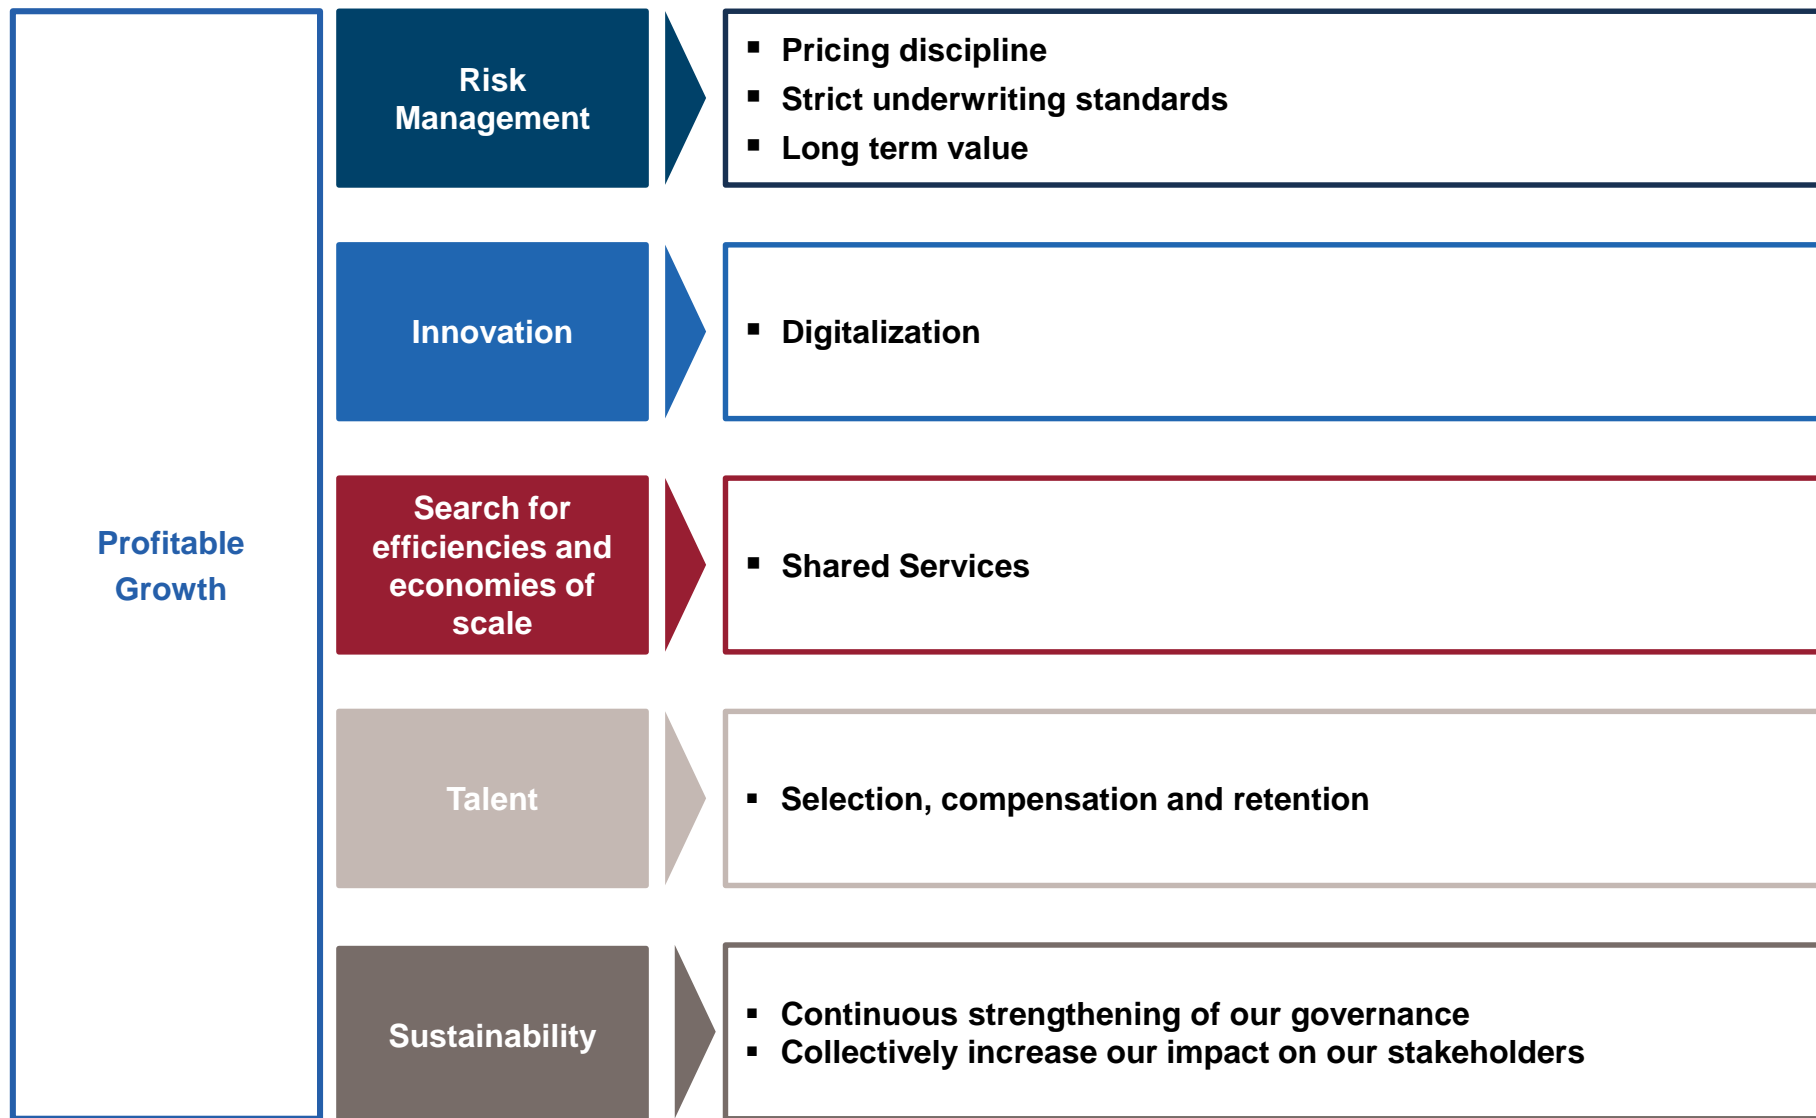 Profitable
Growth
Risk
Management
▪ Pricing discipline
▪ Strict underwriting standards
▪ Long term value
Innovation
▪ Digitalization
Search for
efficiencies and
economies of
scale
▪ Shared Services
Talent
▪ Selection, compensation and retention
Sustainability
▪ Continuous strengthening of our governance
▪ Collectively increase our impact on our stakeholders